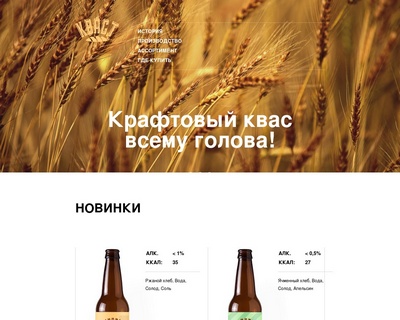 КВАСТ
ИСТОРИЯ
ПРОИЗВОДСТВО
АССОРТИМЕНТ
ГДЕ КУПИТЬ
Крафтовый квас
всему голова!
НОВИНКИ
АЛК. < 1%
ККАЛ: 35
Ржаной хлеб, Вода,
Солод, Соль
АЛК. < 0,5%
ККАЛ: 27
Ячменный хлеб, Вода,
Солод, Апельсин